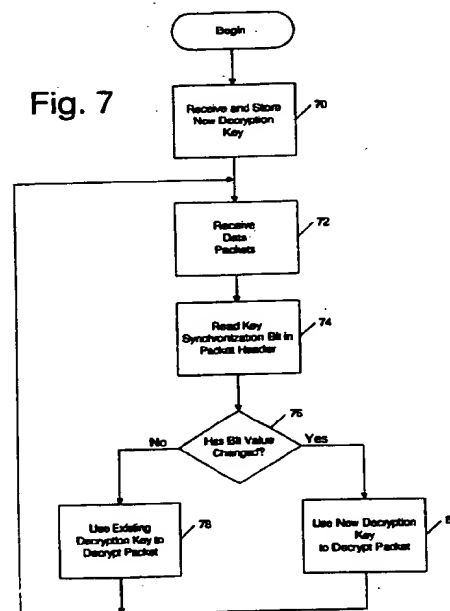 Begin
Fig. 7
Receive and Store
New Decryption
Key
70
Receive
Data
Packets
72
Read Key
Synchronization Bit in
Packet Header
74
76
No
Has Bit Value
Changed?
Yes
Use Existing
Decryption Key to
Decrypt Packet
78
Use New Decryption
Key
to Decrypt Packet